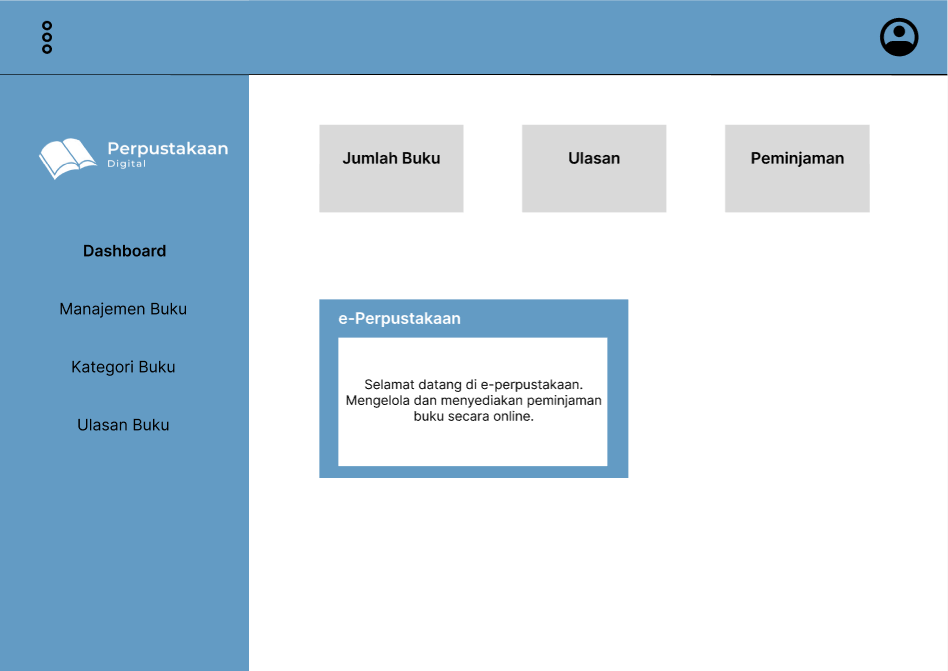 Perpustakaan
Digital
Dashboard
Manajemen Buku
Kategori Buku
Ulasan Buku
Jumlah Buku
Ulasan
Peminjaman
e-Perpustakaan
Selamat datang di e-perpustakaan.
Mengelola dan menyediakan peminjaman
buku secara online.